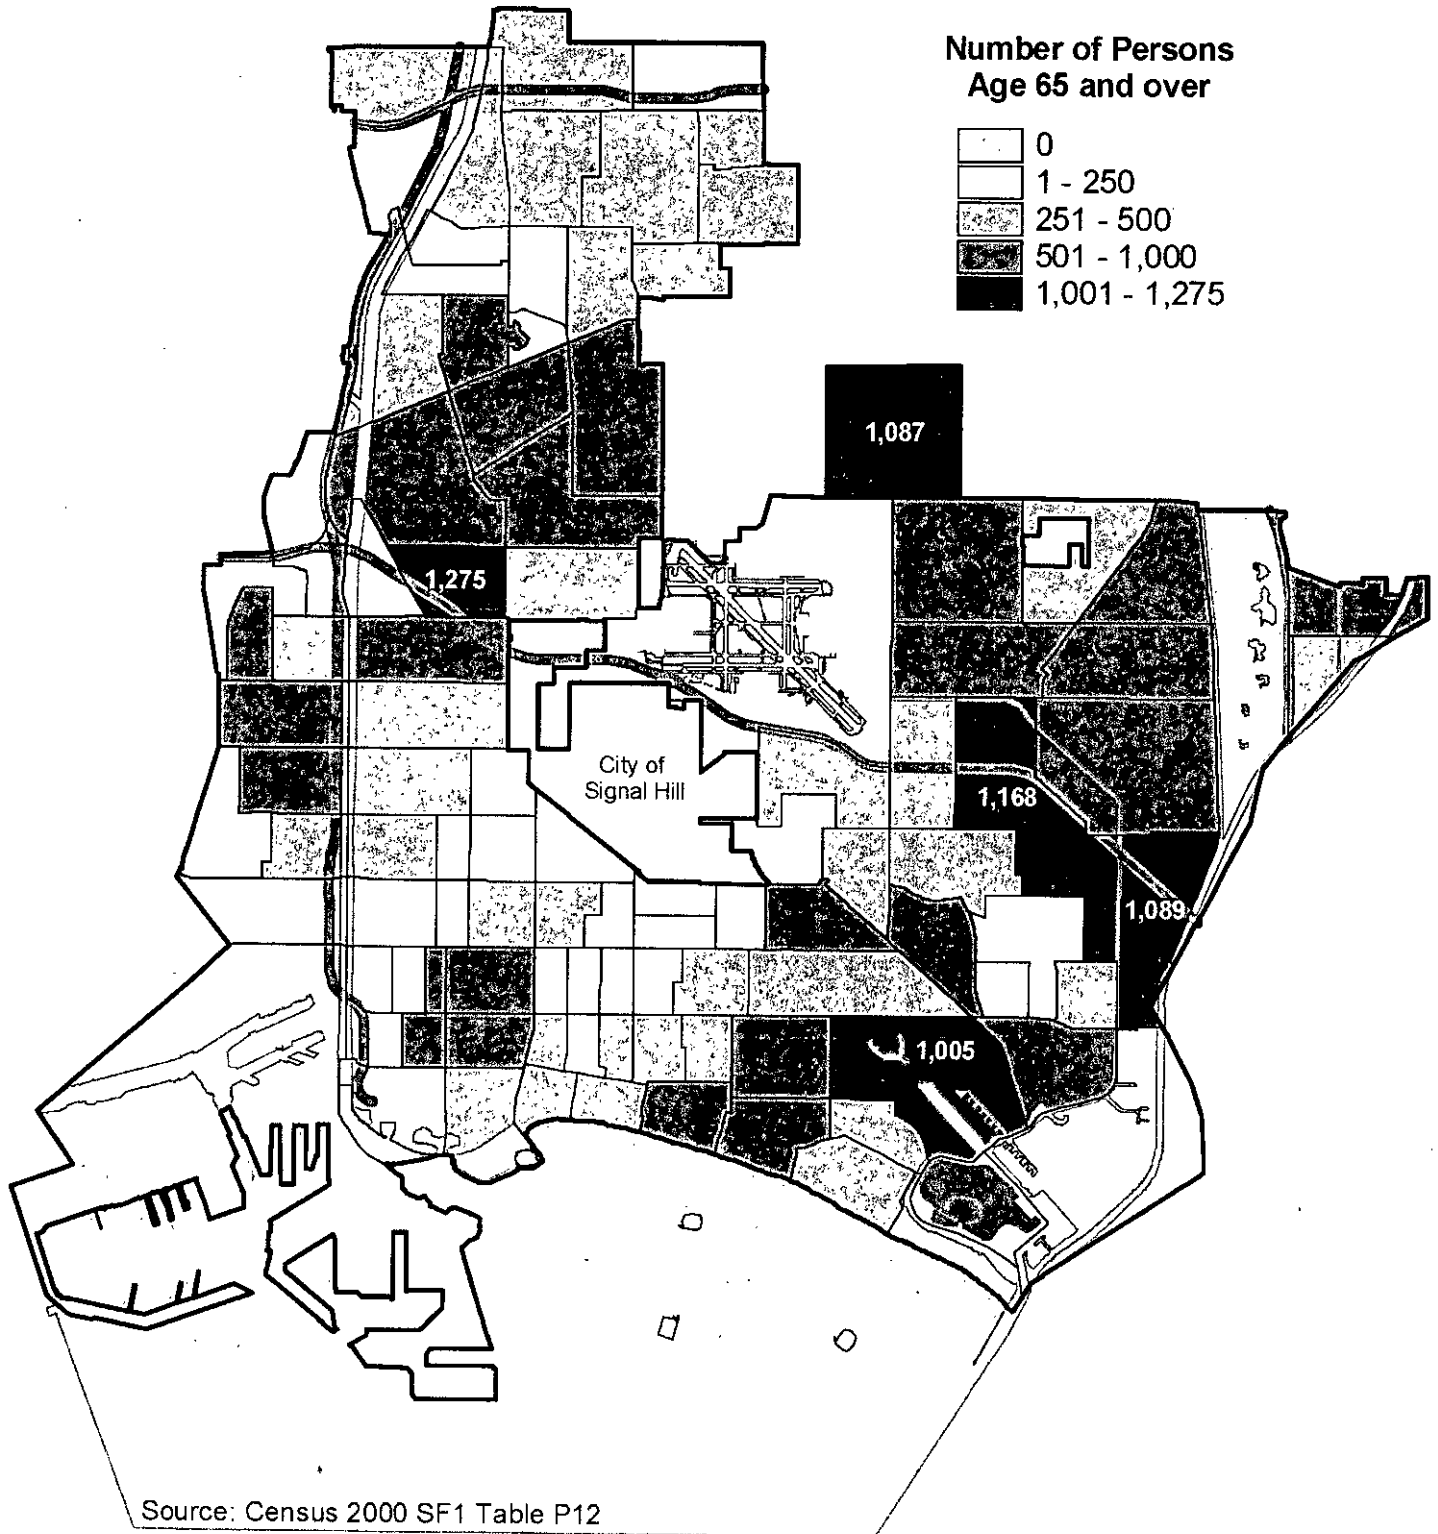 Number of Persons
Age 65 and over
0
1 - 250
251 - 500
501 - 1,000
1,001 - 1,275
1,087
1,275
City of
Signal Hill
1,168
1,089
1,005
Source: Census 2000 SF1 Table P12